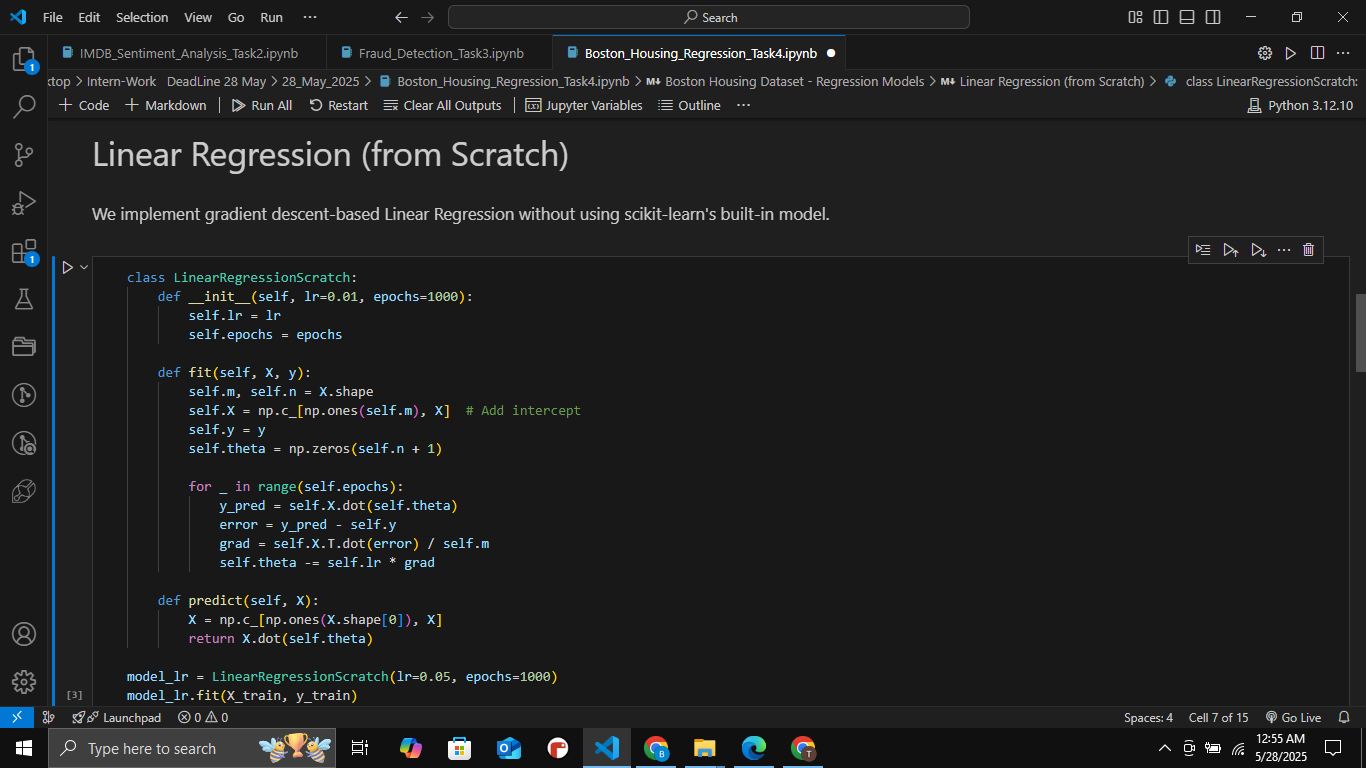 File Edit Selection View Go Run ··· Search
IMDB_Sentiment_Analysis_Task2.ipynb Fraud_Detection_Task3.ipynb Boston_Housing_Regression_Task4.ipynb
ktop > Intern-Work DeadLine 28 May > 28_May_2025 > Boston_Housing_Regression_Task4.ipynb > M↓ Boston Housing Dataset - Regression Models > M↓ Linear Regression (from Scratch) > class LinearRegressionScratch:
+ Code + Markdown Run All Restart Clear All Outputs Jupyter Variables Outline ··· Python 3.12.10
Linear Regression (from Scratch)
We implement gradient descent-based Linear Regression without using scikit-learn's built-in model.
class LinearRegressionScratch:
    def __init__(self, lr=0.01, epochs=1000):
        self.lr = lr
        self.epochs = epochs
    def fit(self, X, y):
        self.m, self.n = X.shape
        self.X = np.c_[np.ones(self.m), X]  # Add intercept
        self.y = y
        self.theta = np.zeros(self.n + 1)
        for _ in range(self.epochs):
            y_pred = self.X.dot(self.theta)
            error = y_pred - self.y
            grad = self.X.T.dot(error) / self.m
            self.theta -= self.lr * grad
    def predict(self, X):
        X = np.c_[np.ones(X.shape[0]), X]
        return X.dot(self.theta)
model_lr = LinearRegressionScratch(lr=0.05, epochs=1000)
[3] model_lr.fit(X_train, y_train)
1
1
Launchpad 0 0 Spaces: 4 Cell 7 of 15 Go Live
Type here to search
B
T
12:55 AM
5/28/2025